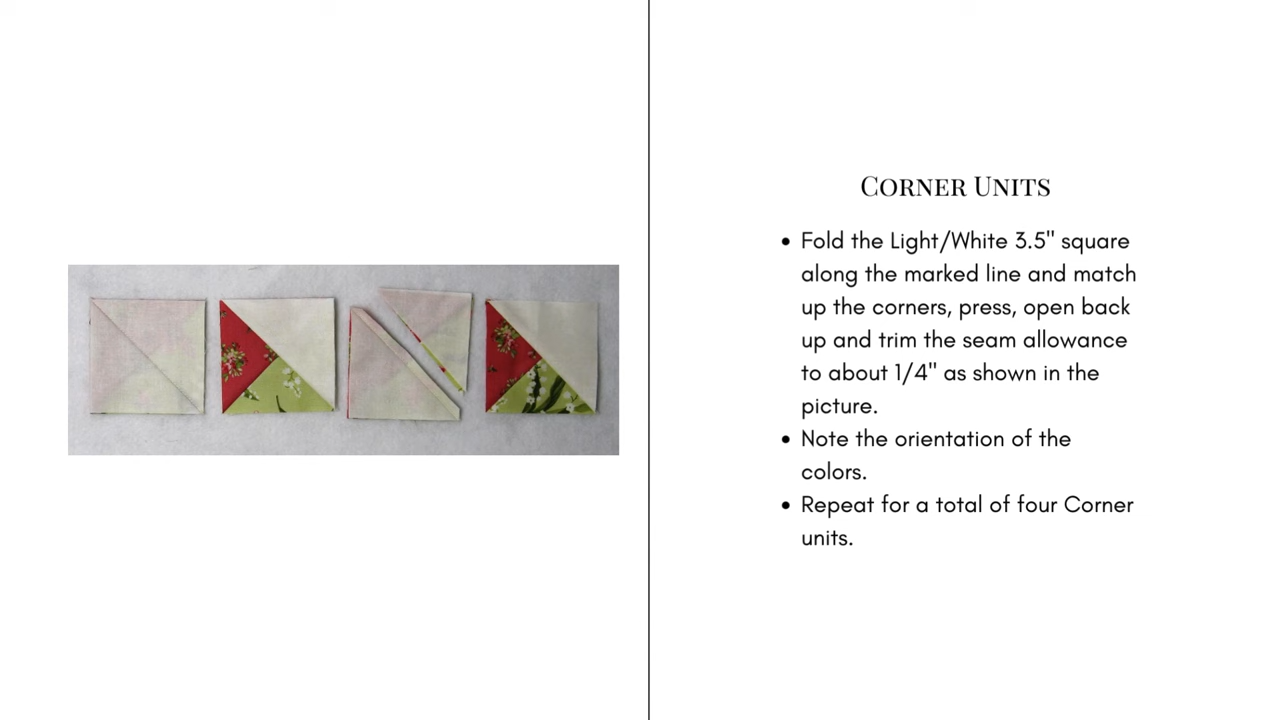 Corner Units
• Fold the Light/White 3.5" square
along the marked line and match
up the corners, press, open back
up and trim the seam allowance
to about 1/4" as shown in the
picture.
• Note the orientation of the
colors.
• Repeat for a total of four Corner
units.